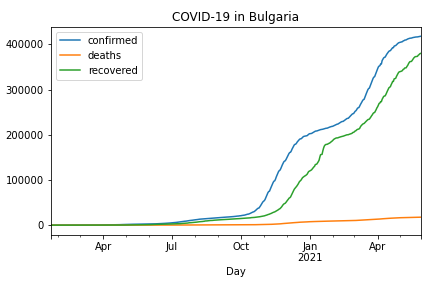 COVID-19 in Bulgaria
confirmed
deaths
recovered
400000
300000
200000
100000
0
Apr Jul Oct Jan Apr
2021
Day